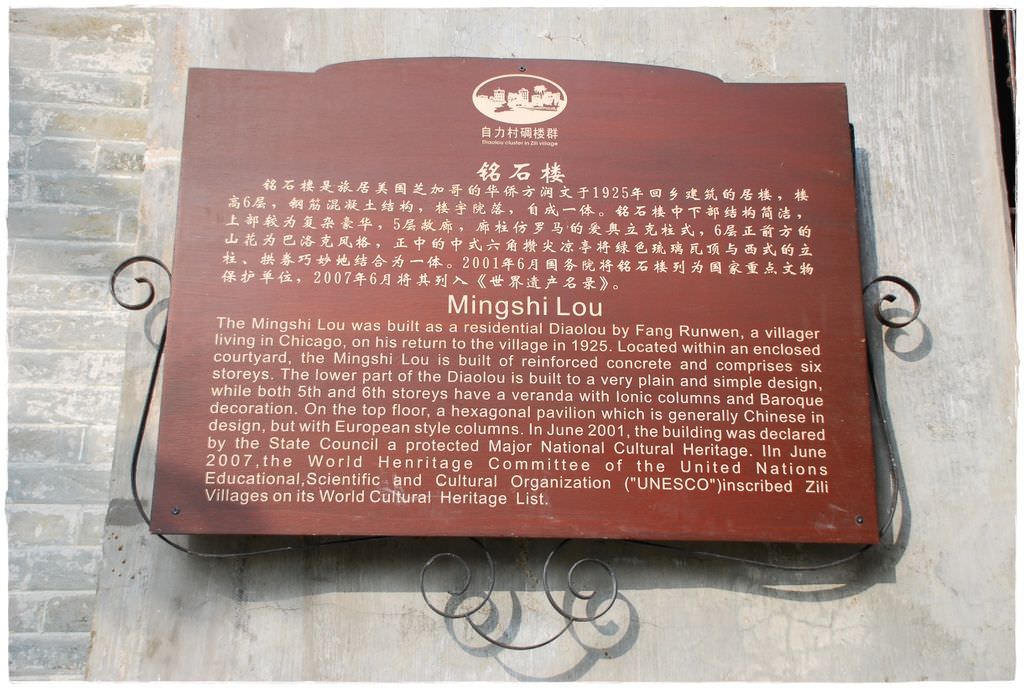 自力村碉楼群
Diaolou cluster in Zili village
铭石楼
铭石楼是旅居美国芝加哥的华侨方润文于1925年回乡建筑的居楼，楼
高6层，钢筋混凝土结构，楼宇院落，自成一体。铭石楼中下部结构简洁，
上部较为复杂豪华，5层敞廊，廊柱仿罗马的爱奥立克柱式，6层正前方的
山花为巴洛克风格，正中的中式六角攒尖凉亭将绿色琉璃瓦顶与西式的立
柱、拱券巧妙地结合为一体。2001年6月国务院将铭石楼列为国家重点文物
保护单位，2007年6月将其列入《世界遗产名录》。
Mingshi Lou
The Mingshi Lou was built as a residential Diaolou by Fang Runwen, a villager
living in Chicago, on his return to the village in 1925. Located within an enclosed
courtyard, the Mingshi Lou is built of reinforced concrete and comprises six
storeys. The lower part of the Diaolou is built to a very plain and simple design,
while both 5th and 6th storeys have a veranda with Ionic columns and Baroque
decoration. On the top floor, a hexagonal pavilion which is generally Chinese in
design, but with European style columns. In June 2001, the building was declared
by the State Council a protected Major National Cultural Heritage. IIn June
2007,the World Henritage Committee of the United Nations
Educational,Scientific and Cultural Organization ("UNESCO")inscribed Zili
Villages on its World Cultural Heritage List.